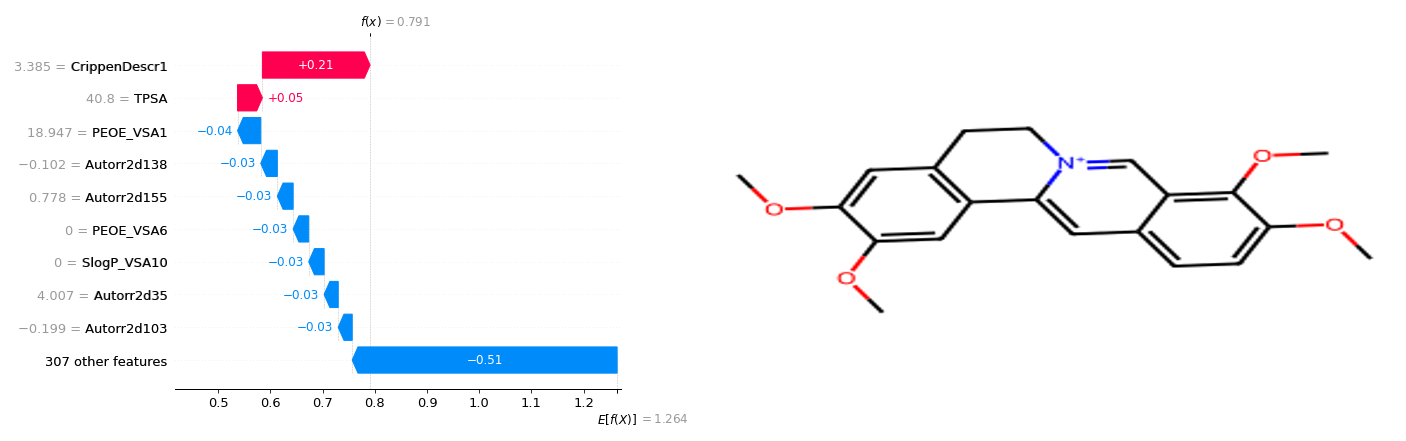 f(x) = 0.791
3.385 = CrippenDescr1
+0.21
40.8 = TPSA
+0.05
18.947 = PEOE_VSA1
−0.04
−0.102 = Autorr2d138
−0.03
0.778 = Autorr2d155
−0.03
0 = PEOE_VSA6
−0.03
0 = SlogP_VSA10
−0.03
4.007 = Autorr2d35
−0.03
−0.199 = Autorr2d103
−0.03
307 other features
−0.51
0.5 0.6 0.7 0.8 0.9 1.0 1.1 1.2
E[f(X)] = 1.264
N+
O
O
O
O